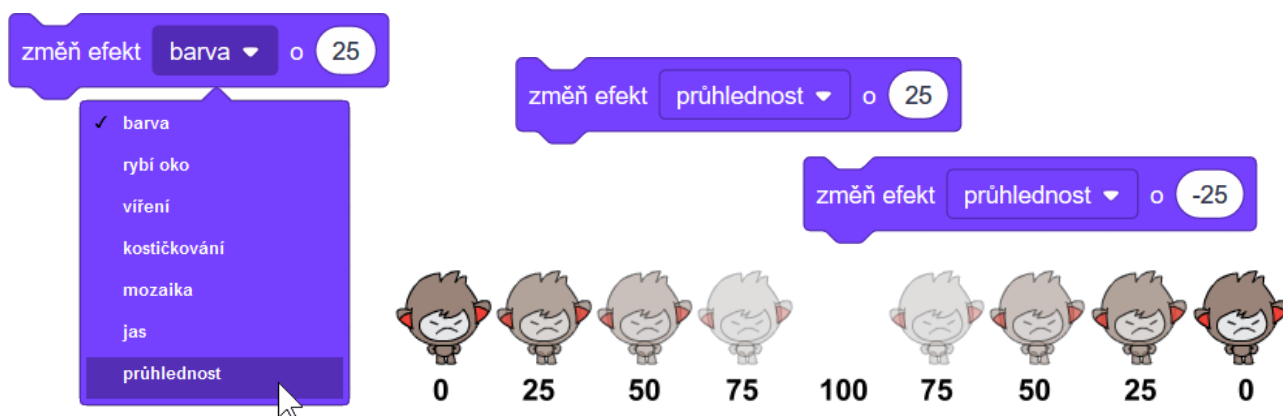 změň efekt barva o 25
✓ barva
rybí oko
víření
kostičkování
mozaika
jas
průhlednost
změň efekt průhlednost o 25
změň efekt průhlednost o -25
0 25 50 75 100 75 50 25 0